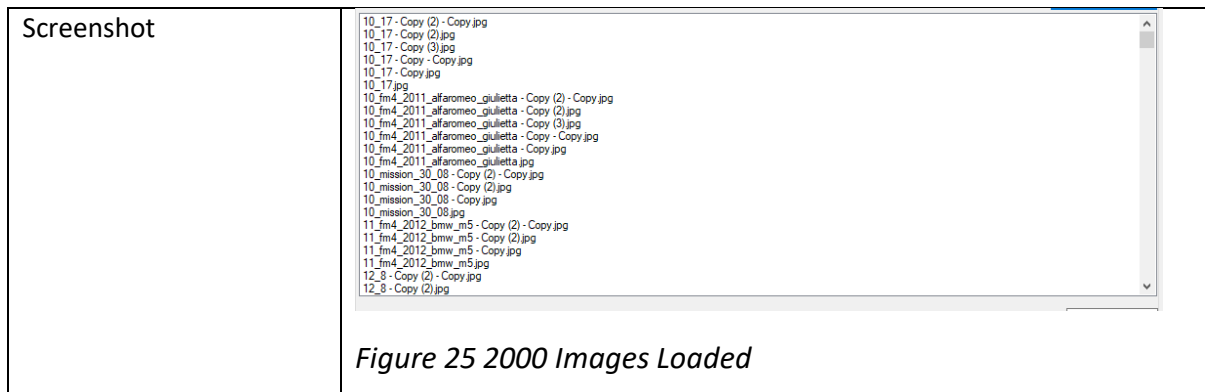 Screenshot
10_17 - Copy (2) - Copy.jpg
10_17 - Copy (2).jpg
10_17 - Copy (3).jpg
10_17 - Copy - Copy.jpg
10_17 - Copy.jpg
10_17.jpg
10_fm4_2011_alfaromeo_giulietta - Copy (2) - Copy.jpg
10_fm4_2011_alfaromeo_giulietta - Copy (2).jpg
10_fm4_2011_alfaromeo_giulietta - Copy (3).jpg
10_fm4_2011_alfaromeo_giulietta - Copy - Copy.jpg
10_fm4_2011_alfaromeo_giulietta - Copy.jpg
10_fm4_2011_alfaromeo_giulietta.jpg
10_mission_30_08 - Copy (2) - Copy.jpg
10_mission_30_08 - Copy (2).jpg
10_mission_30_08 - Copy.jpg
10_mission_30_08.jpg
11_fm4_2012_bmw_m5 - Copy (2) - Copy.jpg
11_fm4_2012_bmw_m5 - Copy (2).jpg
11_fm4_2012_bmw_m5 - Copy.jpg
11_fm4_2012_bmw_m5.jpg
12_8 - Copy (2) - Copy.jpg
12_8 - Copy (2).jpg
Figure 25 2000 Images Loaded